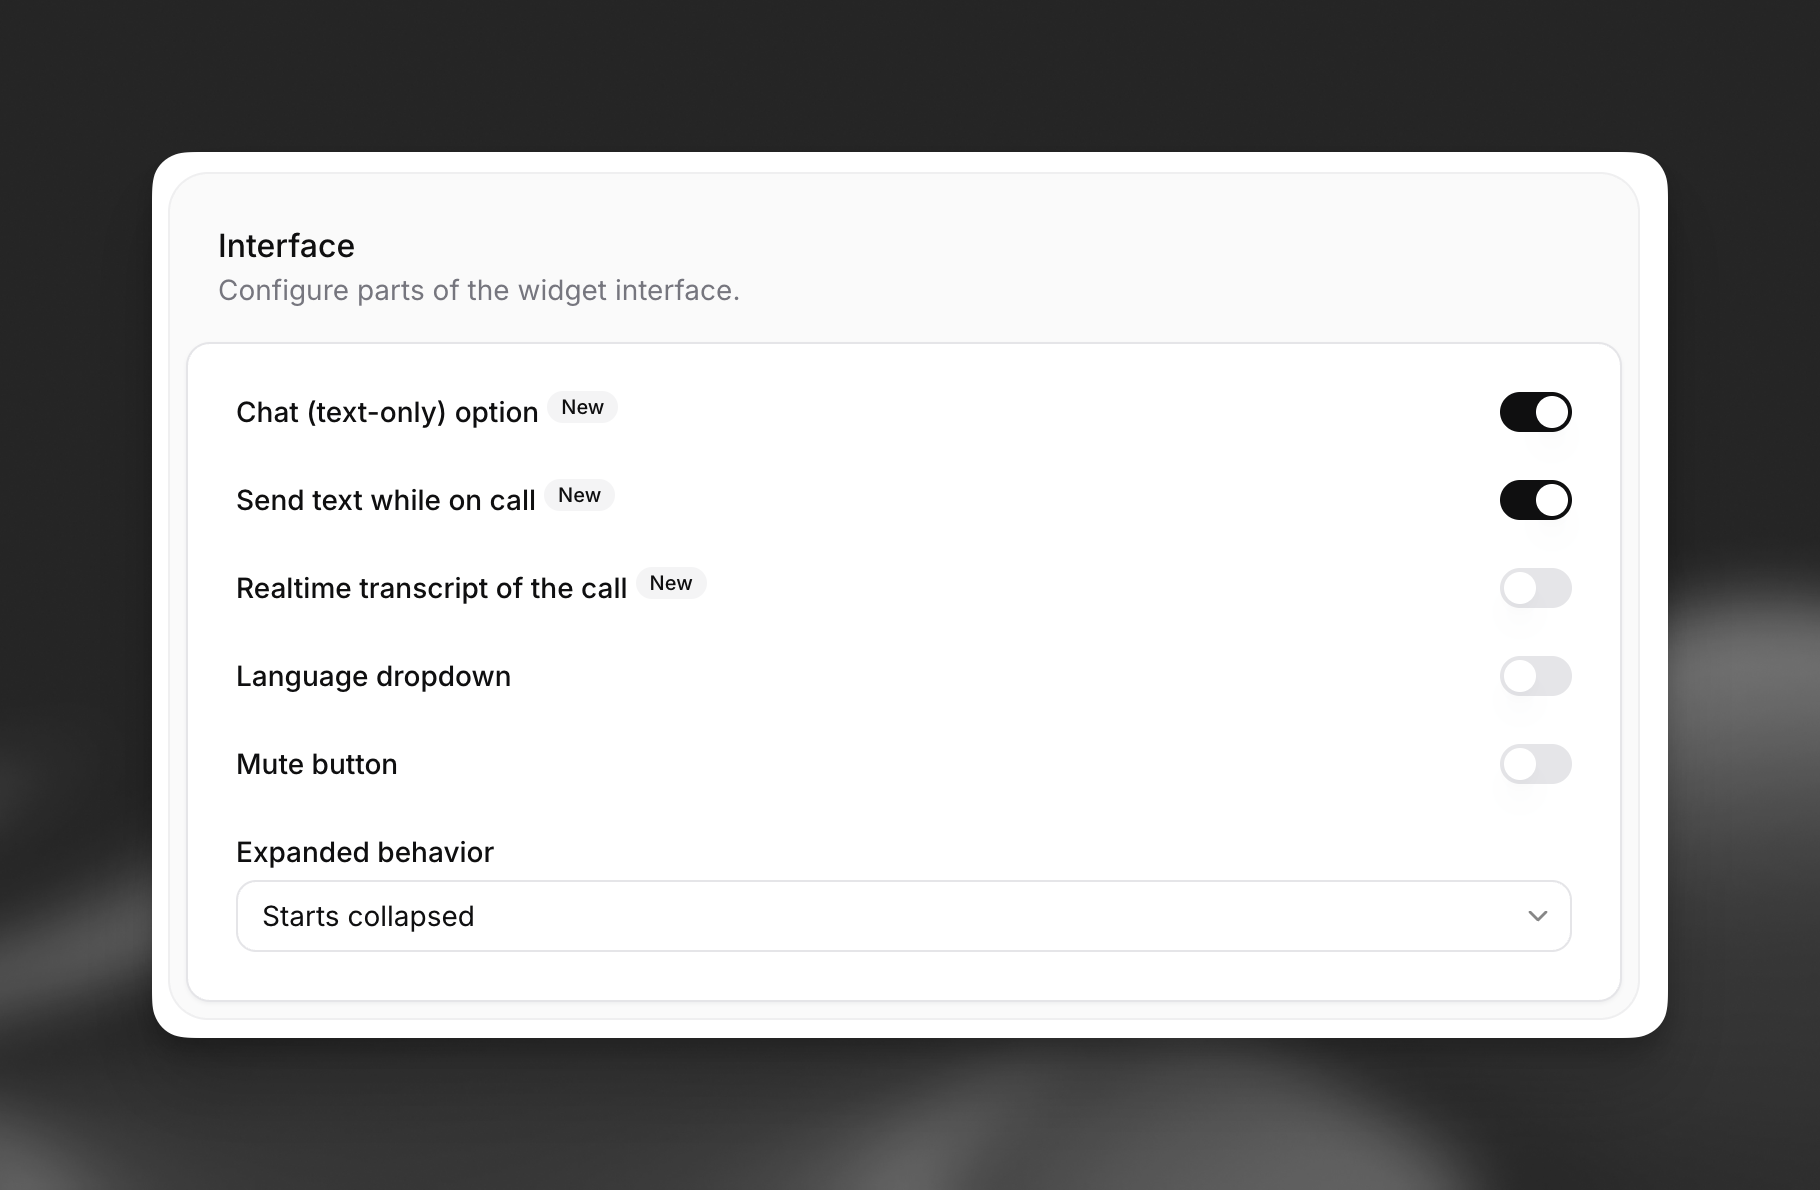 Interface
Configure parts of the widget interface.
Chat (text-only) option New
Send text while on call New
Realtime transcript of the call New
Language dropdown
Mute button
Expanded behavior
Starts collapsed